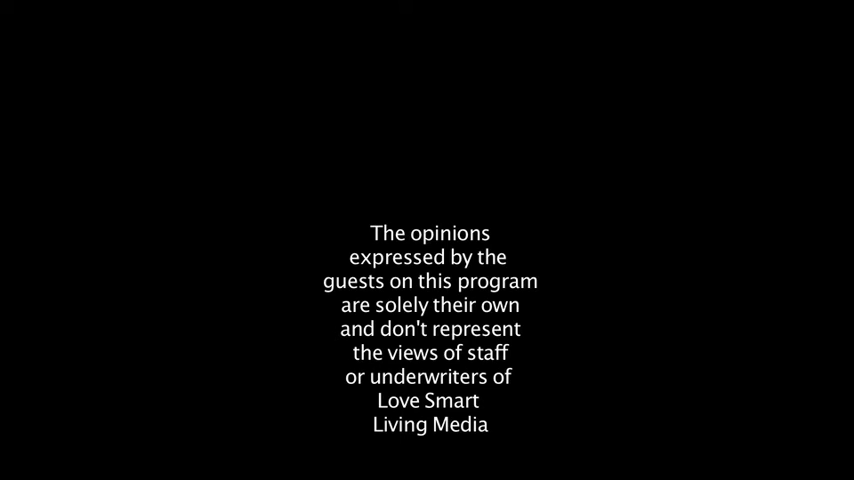 The opinions
expressed by the
guests on this program
are solely their own
and don't represent
the views of staff
or underwriters of
Love Smart
Living Media